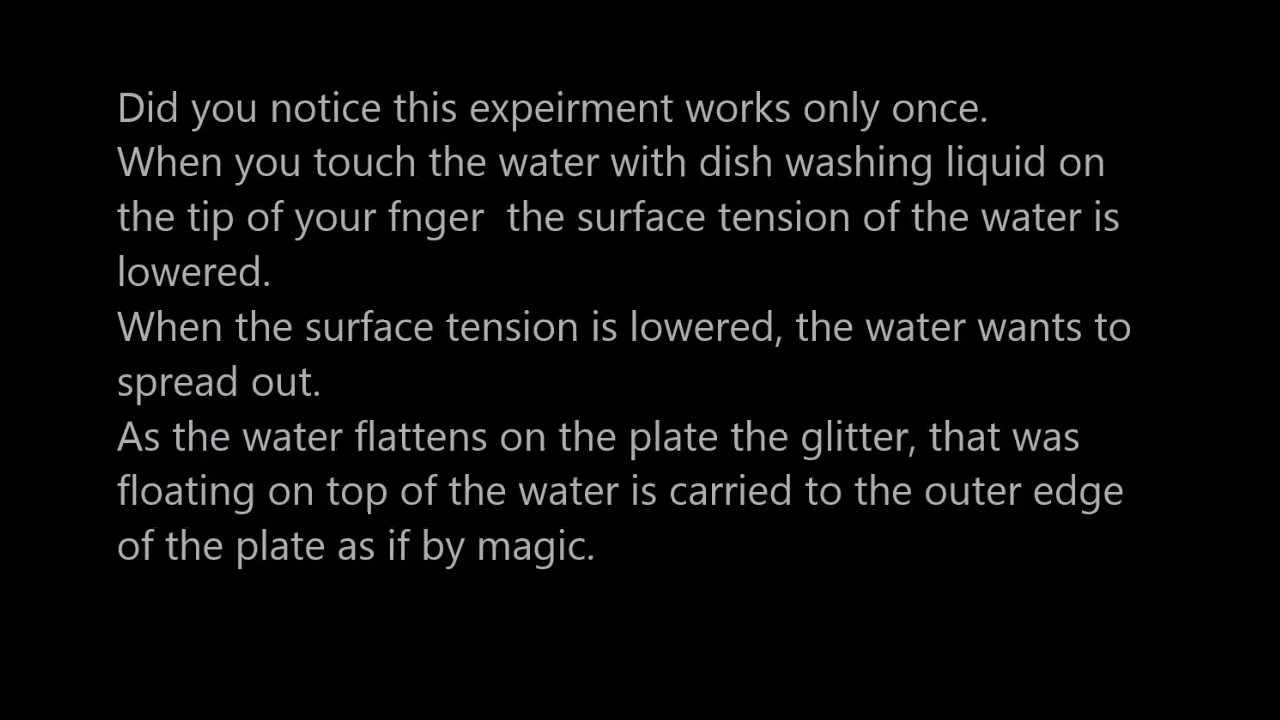 Did you notice this expeirment works only once.
When you touch the water with dish washing liquid on
the tip of your fnger  the surface tension of the water is
lowered.
When the surface tension is lowered, the water wants to
spread out.
As the water flattens on the plate the glitter, that was
floating on top of the water is carried to the outer edge
of the plate as if by magic.